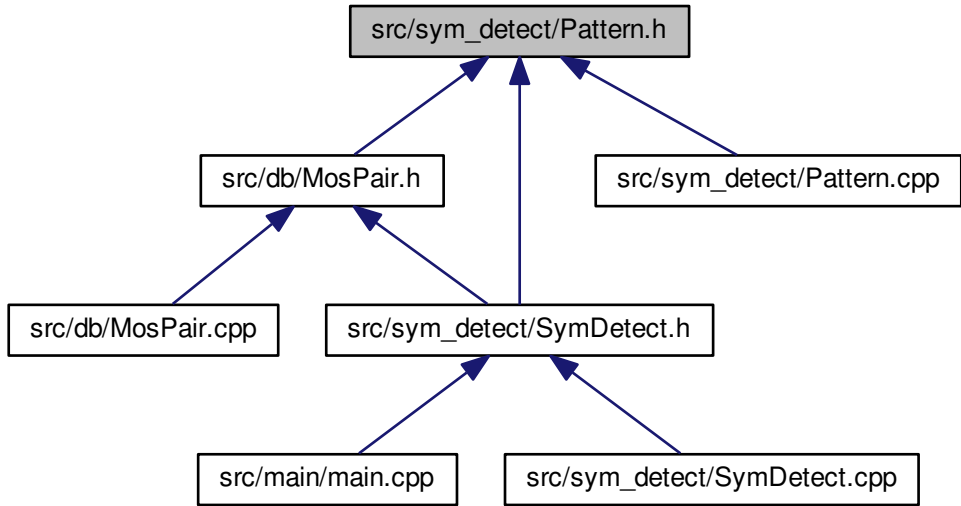 src/sym_detect/Pattern.h
src/db/MosPair.h
src/sym_detect/Pattern.cpp
src/db/MosPair.cpp
src/sym_detect/SymDetect.h
src/main/main.cpp
src/sym_detect/SymDetect.cpp